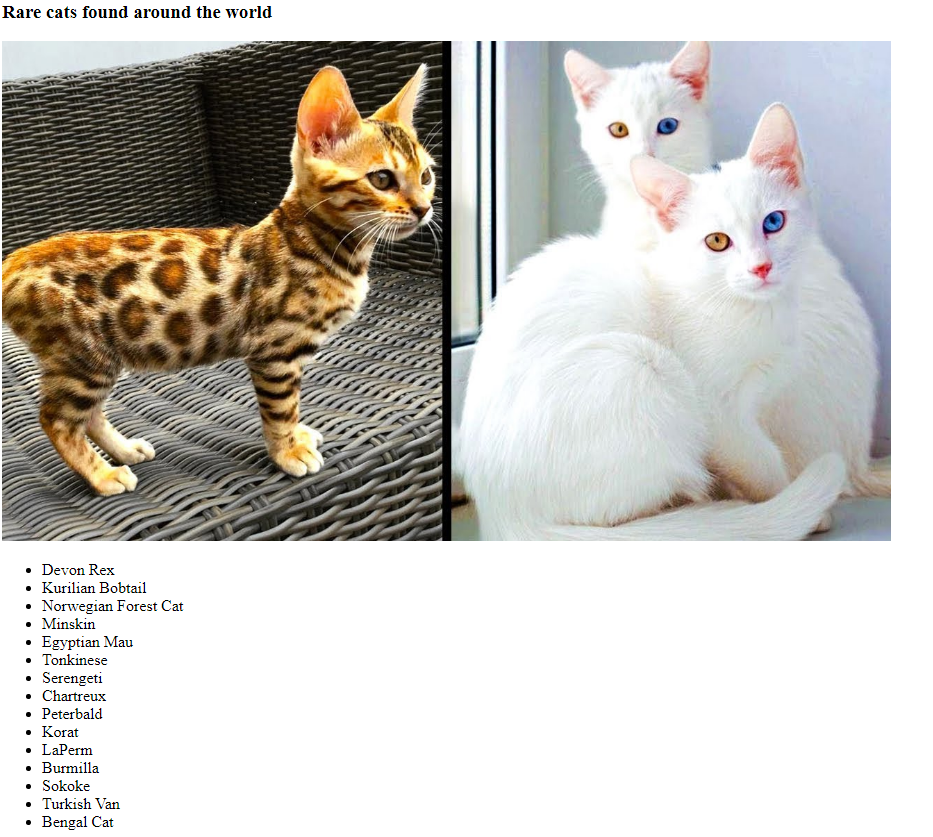 Rare cats found around the world
Devon Rex
Kurilian Bobtail
Norwegian Forest Cat
Minskin
Egyptian Mau
Tonkinese
Serengeti
Chartreux
Peterbald
Korat
LaPerm
Burmilla
Sokoke
Turkish Van
Bengal Cat